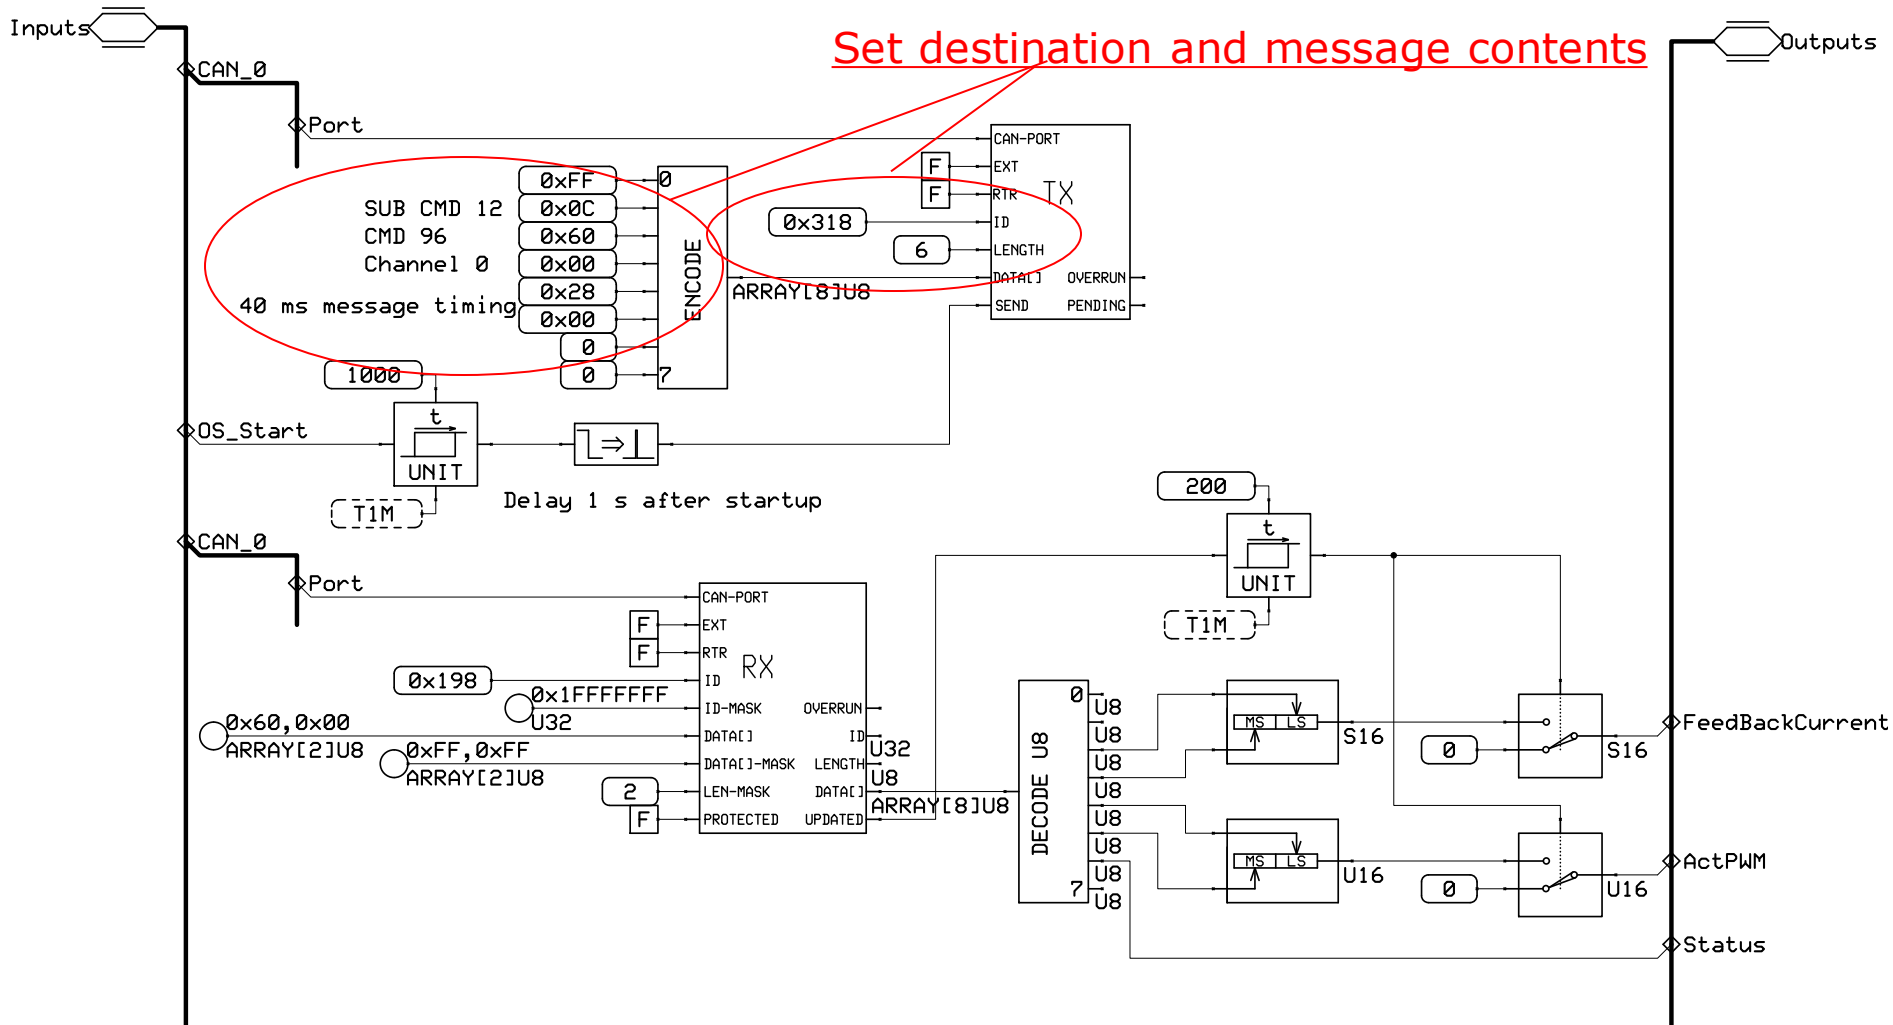 Inputs
Outputs
Set destination and message contents
CAN_0
Port
CAN-PORT
EXT
RTR
TX
ID
LENGTH
DATA[]
SEND
OVERRUN
PENDING
F
F
0x318
6
SUB CMD 12
CMD 96
Channel 0
40 ms message timing
0xFF
0x0C
0x60
0x00
0x28
0x00
0
0
0
7
ENCODE
ARRAY[8]U8
1000
OS_Start
t
UNIT
T1M
Delay 1 s after startup
200
t
UNIT
T1M
CAN_0
Port
CAN-PORT
EXT
RTR
RX
ID
ID-MASK
DATA[]
DATA[]-MASK
LEN-MASK
PROTECTED
OVERRUN
ID
LENGTH
DATA[]
UPDATED
F
F
0x198
0x1FFFFFFF
U32
0x60,0x00
ARRAY[2]U8
0xFF,0xFF
ARRAY[2]U8
2
F
U32
U8
ARRAY[8]U8
0
DECODE U8
7
U8
U8
U8
U8
U8
U8
U8
U8
MS LS
S16
0
S16
FeedBackCurrent
MS LS
U16
0
U16
ActPWM
Status